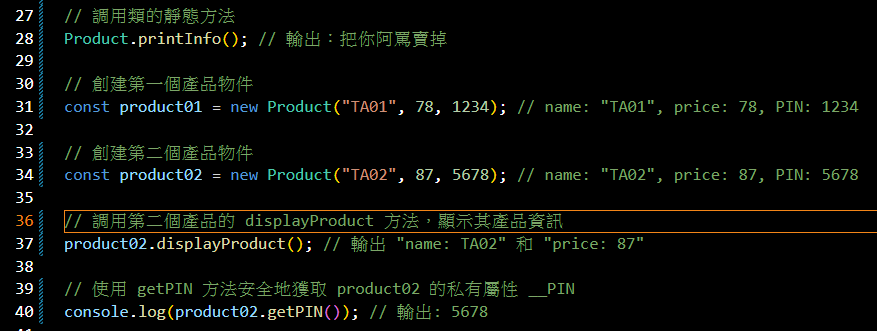 27 // 調用類的靜態方法
28 Product.printInfo(); // 輸出：把你阿罵賣掉
29
30 // 創建第一個產品物件
31 const product01 = new Product("TA01", 78, 1234); // name: "TA01", price: 78, PIN: 1234
32
33 // 創建第二個產品物件
34 const product02 = new Product("TA02", 87, 5678); // name: "TA02", price: 87, PIN: 5678
35
36 // 調用第二個產品的 displayProduct 方法，顯示其產品資訊
37 product02.displayProduct(); // 輸出 "name: TA02" 和 "price: 87"
38
39 // 使用 getPIN 方法安全地獲取 product02 的私有屬性 __PIN
40 console.log(product02.getPIN()); // 輸出: 5678